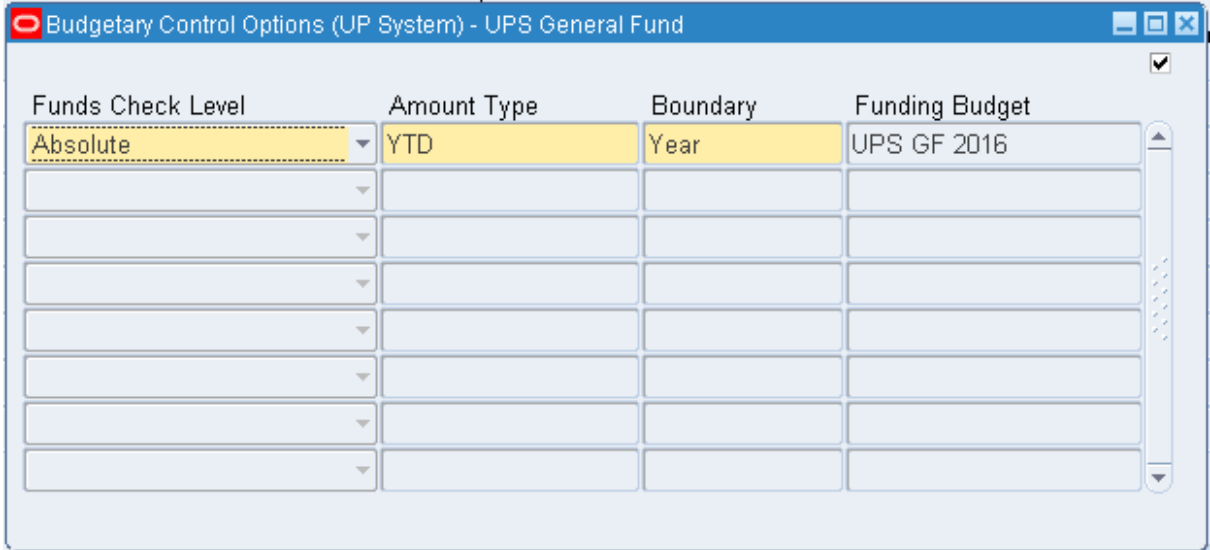 Budgetary Control Options (UP System) - UPS General Fund
Funds Check Level Amount Type Boundary Funding Budget
Absolute YTD Year UPS GF 2016